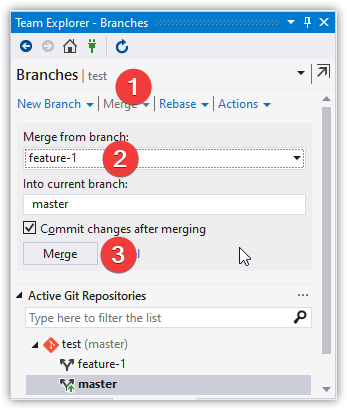 Team Explorer - Branches
Branches | test
1
New Branch Merge Rebase Actions
Merge from branch:
feature-1
2
Into current branch:
master
Commit changes after merging
Merge
3
Active Git Repositories
Type here to filter the list
test (master)
feature-1
master